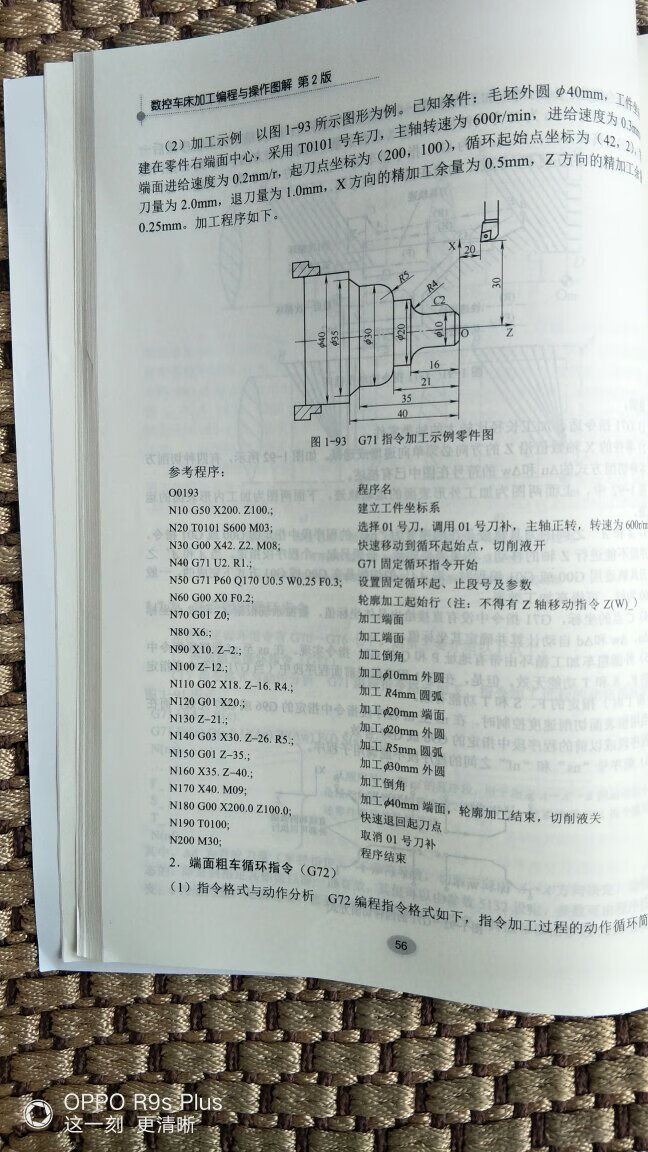 数控车床加工编程与操作图解 第2版
(2) 加工示例 以图 1-93 所示图形为例。已知条件：毛坯外圆 ϕ40mm，工件坐
建在零件右端面中心，采用 T0101 号车刀，主轴转速为 600r/min，进给速度为
端面进给速度为 0.2mm/r，起刀点坐标为（200，100），循环起始点坐标为（42，2），
刀量为 2.0mm，退刀量为 1.0mm，X 方向的精加工余量为 0.5mm，Z 方向的精加工余
0.25mm。加工程序如下。
X
20
R5
R4
C2
30
ϕ40
ϕ35
ϕ30
ϕ20
ϕ10
O
Z
16
21
35
40
图 1-93 G71 指令加工示例零件图
参考程序：
O0193 程序名
N10 G50 X200. Z100.; 建立工件坐标系
N20 T0101 S600 M03; 选择 01 号刀，调用 01 号刀补，主轴正转，转速为 600r/m
N30 G00 X42. Z2. M08; 快速移动到循环起始点，切削液开
N40 G71 U2. R1.; G71 固定循环指令开始
N50 G71 P60 Q170 U0.5 W0.25 F0.3; 设置固定循环起、止段号及参数
N60 G00 X0 F0.2; 轮廓加工起始行（注：不得有 Z 轴移动指令 Z(W)_）
N70 G01 Z0; 加工端面
N80 X6.; 加工端面
N90 X10. Z-2.; 加工倒角
N100 Z-12.; 加工ϕ10mm 外圆
N110 G02 X18. Z-16. R4.; 加工 R4mm 圆弧
N120 G01 X20.; 加工ϕ20mm 端面
N130 Z-21.; 加工ϕ20mm 外圆
N140 G03 X30. Z-26. R5.; 加工 R5mm 圆弧
N150 G01 Z-35.; 加工ϕ30mm 外圆
N160 X35. Z-40.; 加工倒角
N170 X40. M09; 加工ϕ40mm 端面，轮廓加工结束，切削液关
N180 G00 X200.0 Z100.0; 快速退回起刀点
N190 T0100; 取消 01 号刀补
N200 M30; 程序结束
2．端面粗车循环指令（G72）
（1）指令格式与动作分析 G72 编程指令格式如下，指令加工过程的动作循环简
56
OPPO R9s Plus
这一刻 更清晰